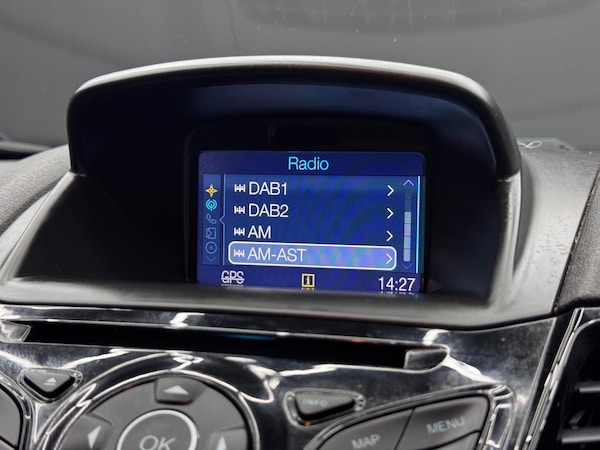 Radio
DAB1
DAB2
AM
AM-AST
GPS
i
14:27
INFO
MAP
MENU
OK